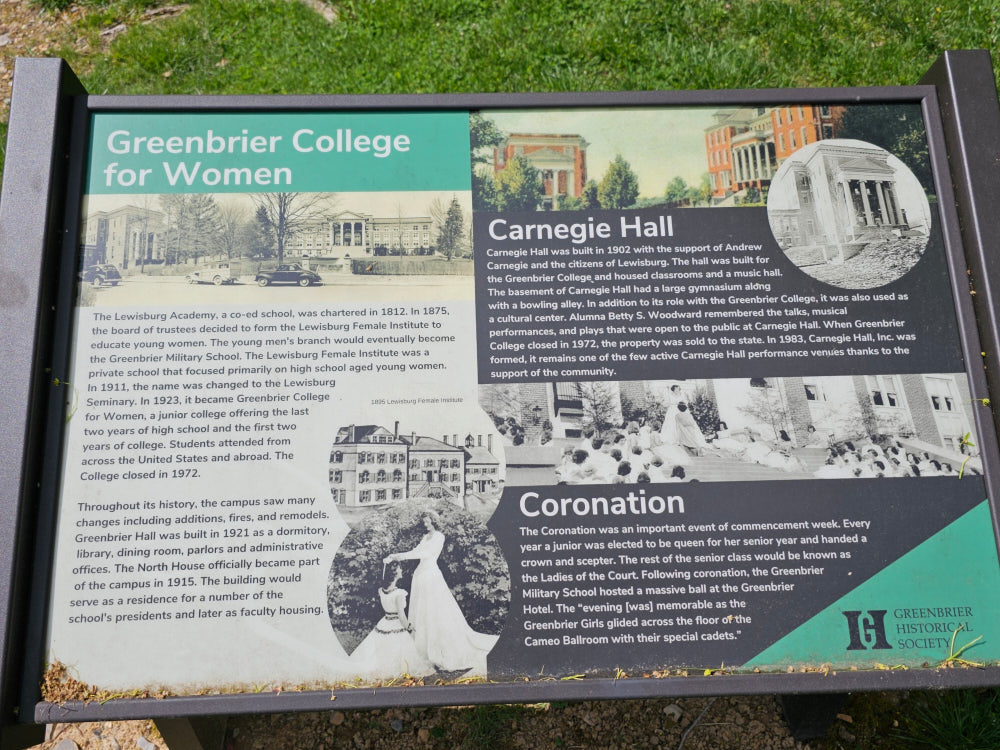 Greenbrier College
for Women
The Lewisburg Academy, a co-ed school, was chartered in 1812. In 1875,
the board of trustees decided to form the Lewisburg Female Institute to
educate young women. The young men's branch would eventually become
the Greenbrier Military School. The Lewisburg Female Institute was a
private school that focused primarily on high school aged young women.
In 1911, the name was changed to the Lewisburg
Seminary. In 1923, it became Greenbrier College
for Women, a junior college offering the last
two years of high school and the first two
years of college. Students attended from
across the United States and abroad. The
College closed in 1972.
1895 Lewisburg Female Institute
Throughout its history, the campus saw many
changes including additions, fires, and remodels.
Greenbrier Hall was built in 1921 as a dormitory,
library, dining room, parlors and administrative
offices. The North House officially became part
of the campus in 1915. The building would
serve as a residence for a number of the
school's presidents and later as faculty housing.
Carnegie Hall
Carnegie Hall was built in 1902 with the support of Andrew
Carnegie and the citizens of Lewisburg. The hall was built for
the Greenbrier College and housed classrooms and a music hall.
The basement of Carnegie Hall had a large gymnasium along
with a bowling alley. In addition to its role with the Greenbrier College, it was also used as
a cultural center. Alumna Betty S. Woodward remembered the talks, musical
performances, and plays that were open to the public at Carnegie Hall. When Greenbrier
College closed in 1972, the property was sold to the state. In 1983, Carnegie Hall, Inc. was
formed, it remains one of the few active Carnegie Hall performance venues thanks to the
support of the community.
Coronation
The Coronation was an important event of commencement week. Every
year a junior was elected to be queen for her senior year and handed a
crown and scepter. The rest of the senior class would be known as
the Ladies of the Court. Following coronation, the Greenbrier
Military School hosted a massive ball at the Greenbrier
Hotel. The "evening [was] memorable as the
Greenbrier Girls glided across the floor of the
Cameo Ballroom with their special cadets."
GREENBRIER
HISTORICAL
SOCIETY